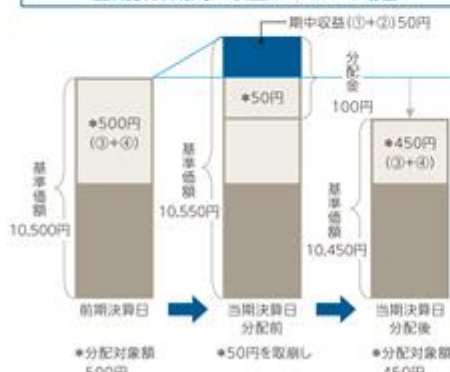 期中収益(①+②)50円
*50円
分配金
100円
*500円
(③+④)
*450円
(③+④)
基準価額
10,500円
基準価額
10,550円
基準価額
10,450円
前期決算日
当期決算日
分配前
当期決算日
分配後
*分配対象額
500円
*50円を取崩し
*分配対象額
450円